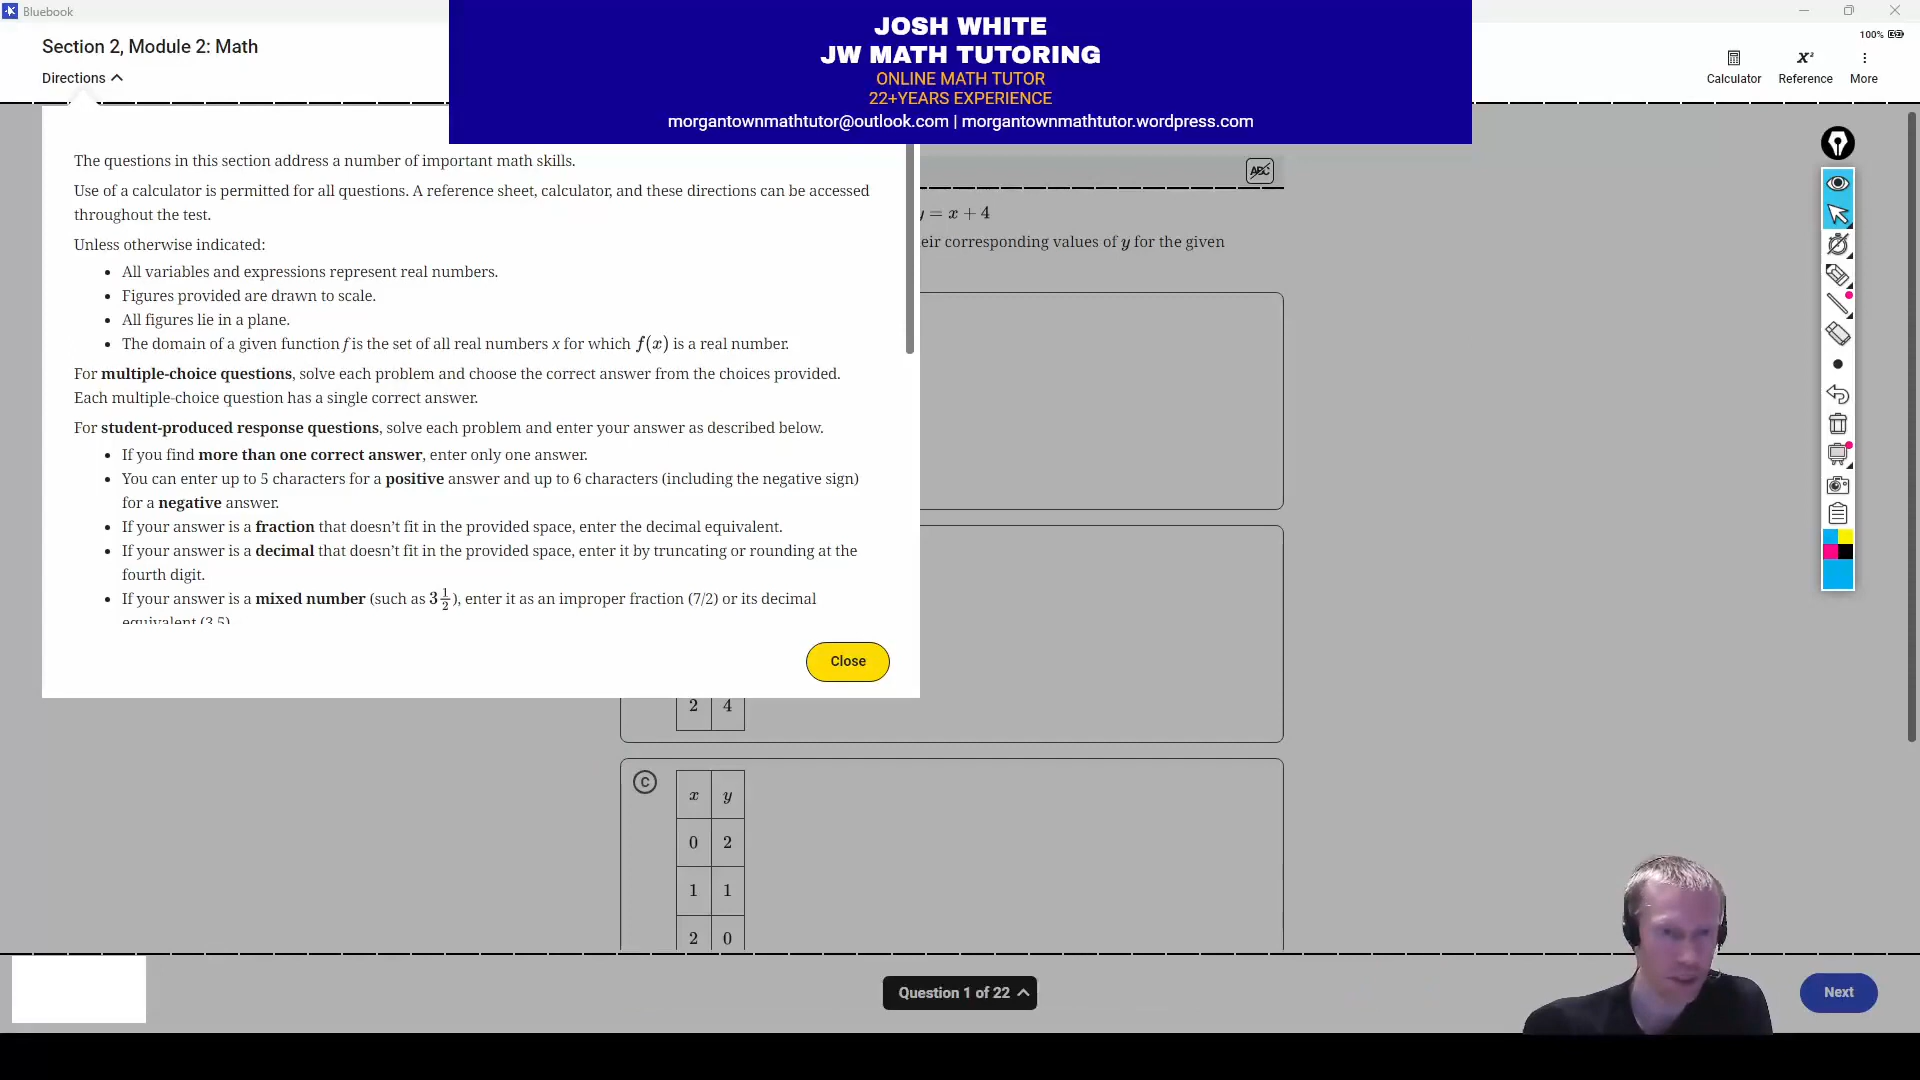 Bluebook
Section 2, Module 2: Math
Directions
JOSH WHITE
JW MATH TUTORING
ONLINE MATH TUTOR
22+YEARS EXPERIENCE
morgantownmathtutor@outlook.com | morgantownmathtutor.wordpress.com
100%
x²
Calculator
Reference
More
The questions in this section address a number of important math skills.
Use of a calculator is permitted for all questions. A reference sheet, calculator, and these directions can be accessed
throughout the test.
Unless otherwise indicated:
• All variables and expressions represent real numbers.
• Figures provided are drawn to scale.
• All figures lie in a plane.
• The domain of a given function f is the set of all real numbers x for which f(x) is a real number.
For multiple-choice questions, solve each problem and choose the correct answer from the choices provided.
Each multiple-choice question has a single correct answer.
For student-produced response questions, solve each problem and enter your answer as described below.
• If you find more than one correct answer, enter only one answer.
• You can enter up to 5 characters for a positive answer and up to 6 characters (including the negative sign)
for a negative answer.
• If your answer is a fraction that doesn’t fit in the provided space, enter the decimal equivalent.
• If your answer is a decimal that doesn’t fit in the provided space, enter it by truncating or rounding at the
fourth digit.
• If your answer is a mixed number (such as 3 1/2), enter it as an improper fraction (7/2) or its decimal
equivalent (3.5)
Close
ABC
= x + 4
corresponding values of y for the given
2 4
C
x y
0 2
1 1
2 0
Question 1 of 22
Next